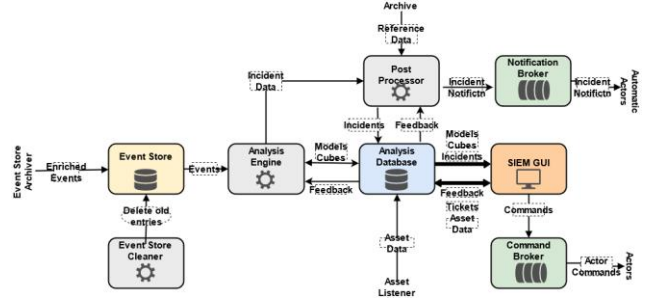 Archive
Reference
Data
Post
Processor
Notification
Broker
Incident
Data
Incident
Notifictn
Incident
Notifictn
Automatic
Actors
Incidents
Feedback
Event Store
Archiver
Enriched
Events
Event Store
Events
Analysis
Engine
Models
Cubes
Feedback
Analysis
Database
Models
Cubes
Incidents
Feedback
Tickets
Asset
Data
SIEM GUI
Delete old
entries
Event Store
Cleaner
Asset
Data
Asset
Listener
Commands
Command
Broker
Actor
Commands
Actors